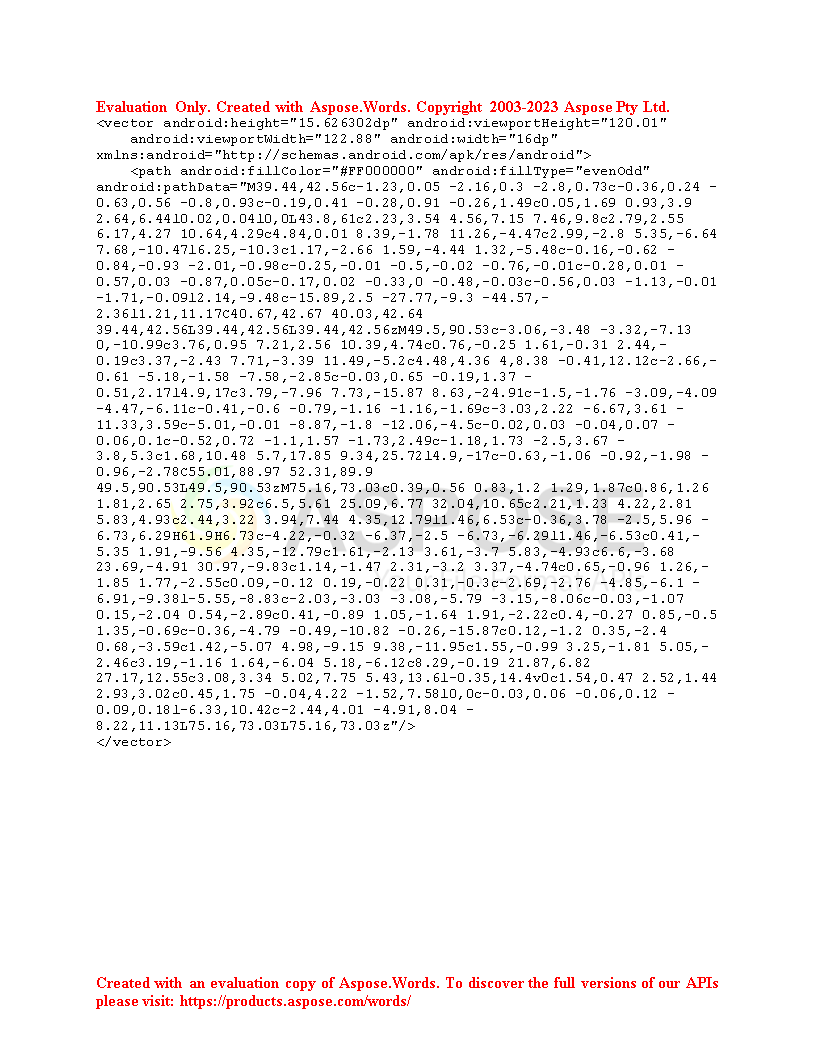 Evaluation Only. Created with Aspose.Words. Copyright 2003-2023 Aspose Pty Ltd.
<vector android:height="15.626302dp" android:viewportHeight="120.01"
android:viewportWidth="122.88" android:width="16dp"
xmlns:android="http://schemas.android.com/apk/res/android">
<path android:fillColor="#FF000000" android:fillType="evenOdd"
android:pathData="M39.44,42.56c-1.23,0.05 -2.16,0.3 -2.8,0.73c-0.36,0.24 -
0.63,0.56 -0.8,0.93c-0.19,0.41 -0.28,0.91 -0.26,1.49c0.05,1.69 0.93,3.9
2.64,6.44l0.02,0.04l0,0L43.8,61c2.23,3.54 4.56,7.15 7.46,9.8c2.79,2.55
6.17,4.27 10.64,4.29c4.84,0.01 8.39,-1.78 11.26,-4.47c2.99,-2.8 5.35,-6.64
7.68,-10.47l6.25,-10.3c1.17,-2.66 1.59,-4.44 1.32,-5.48c-0.16,-0.62 -
0.84,-0.93 -2.01,-0.98c-0.25,-0.01 -0.5,-0.02 -0.76,-0.01c-0.28,0.01 -
0.57,0.03 -0.87,0.05c-0.17,0.02 -0.33,0 -0.48,-0.03c-0.56,0.03 -1.13,-0.01
-1.71,-0.09l2.14,-9.48c-15.89,2.5 -27.77,-9.3 -44.57,-
2.36l1.21,11.17C40.67,42.67 40.03,42.64
39.44,42.56L39.44,42.56L39.44,42.56zM49.5,90.53c-3.06,-3.48 -3.32,-7.13
0,-10.99c3.76,0.95 7.21,2.56 10.39,4.74c0.76,-0.25 1.61,-0.31 2.44,-
0.19c3.37,-2.43 7.71,-3.39 11.49,-5.2c4.48,4.36 4,8.38 -0.41,12.12c-2.66,-
0.61 -5.18,-1.58 -7.58,-2.85c-0.03,0.65 -0.19,1.37 -
0.51,2.17l4.9,17c3.79,-7.96 7.73,-15.87 8.63,-24.91c-1.5,-1.76 -3.09,-4.09
-4.47,-6.11c-0.41,-0.6 -0.79,-1.16 -1.16,-1.69c-3.03,2.22 -6.67,3.61 -
11.33,3.59c-5.01,-0.01 -8.87,-1.8 -12.06,-4.5c-0.02,0.03 -0.04,0.07 -
0.06,0.1c-0.52,0.72 -1.1,1.57 -1.73,2.49c-1.18,1.73 -2.5,3.67 -
3.8,5.3c1.68,10.48 5.7,17.85 9.34,25.72l4.9,-17c-0.63,-1.06 -0.92,-1.98 -
0.96,-2.78C55.01,88.97 52.31,89.9
49.5,90.53L49.5,90.53zM75.16,73.03c0.39,0.56 0.83,1.2 1.29,1.87c0.86,1.26
1.81,2.65 2.75,3.92c6.5,5.61 25.09,6.77 32.04,10.65c2.21,1.23 4.22,2.81
5.83,4.93c2.44,3.22 3.94,7.44 4.35,12.79l1.46,6.53c-0.36,3.78 -2.5,5.96 -
6.73,6.29H61.9H6.73c-4.22,-0.32 -6.37,-2.5 -6.73,-6.29l1.46,-6.53c0.41,-
5.35 1.91,-9.56 4.35,-12.79c1.61,-2.13 3.61,-3.7 5.83,-4.93c6.6,-3.68
23.69,-4.91 30.97,-9.83c1.14,-1.47 2.31,-3.2 3.37,-4.74c0.65,-0.96 1.26,-
1.85 1.77,-2.55c0.09,-0.12 0.19,-0.22 0.31,-0.3c-2.69,-2.76 -4.85,-6.1 -
6.91,-9.38l-5.55,-8.83c-2.03,-3.03 -3.08,-5.79 -3.15,-8.06c-0.03,-1.07
0.15,-2.04 0.54,-2.89c0.41,-0.89 1.05,-1.64 1.91,-2.22c0.4,-0.27 0.85,-0.5
1.35,-0.69c-0.36,-4.79 -0.49,-10.82 -0.26,-15.87c0.12,-1.2 0.35,-2.4
0.68,-3.59c1.42,-5.07 4.98,-9.15 9.38,-11.95c1.55,-0.99 3.25,-1.81 5.05,-
2.46c3.19,-1.16 1.64,-6.04 5.18,-6.12c8.29,-0.19 21.87,6.82
27.17,12.55c3.08,3.34 5.02,7.75 5.43,13.6l-0.35,14.4v0c1.54,0.47 2.52,1.44
2.93,3.02c0.45,1.75 -0.04,4.22 -1.52,7.58l0,0c-0.03,0.06 -0.06,0.12 -
0.09,0.18l-6.33,10.42c-2.44,4.01 -4.91,8.04 -
8.22,11.13L75.16,73.03L75.16,73.03z"/>
</vector>
Created with an evaluation copy of Aspose.Words. To discover the full versions of our APIs
please visit: https://products.aspose.com/words/